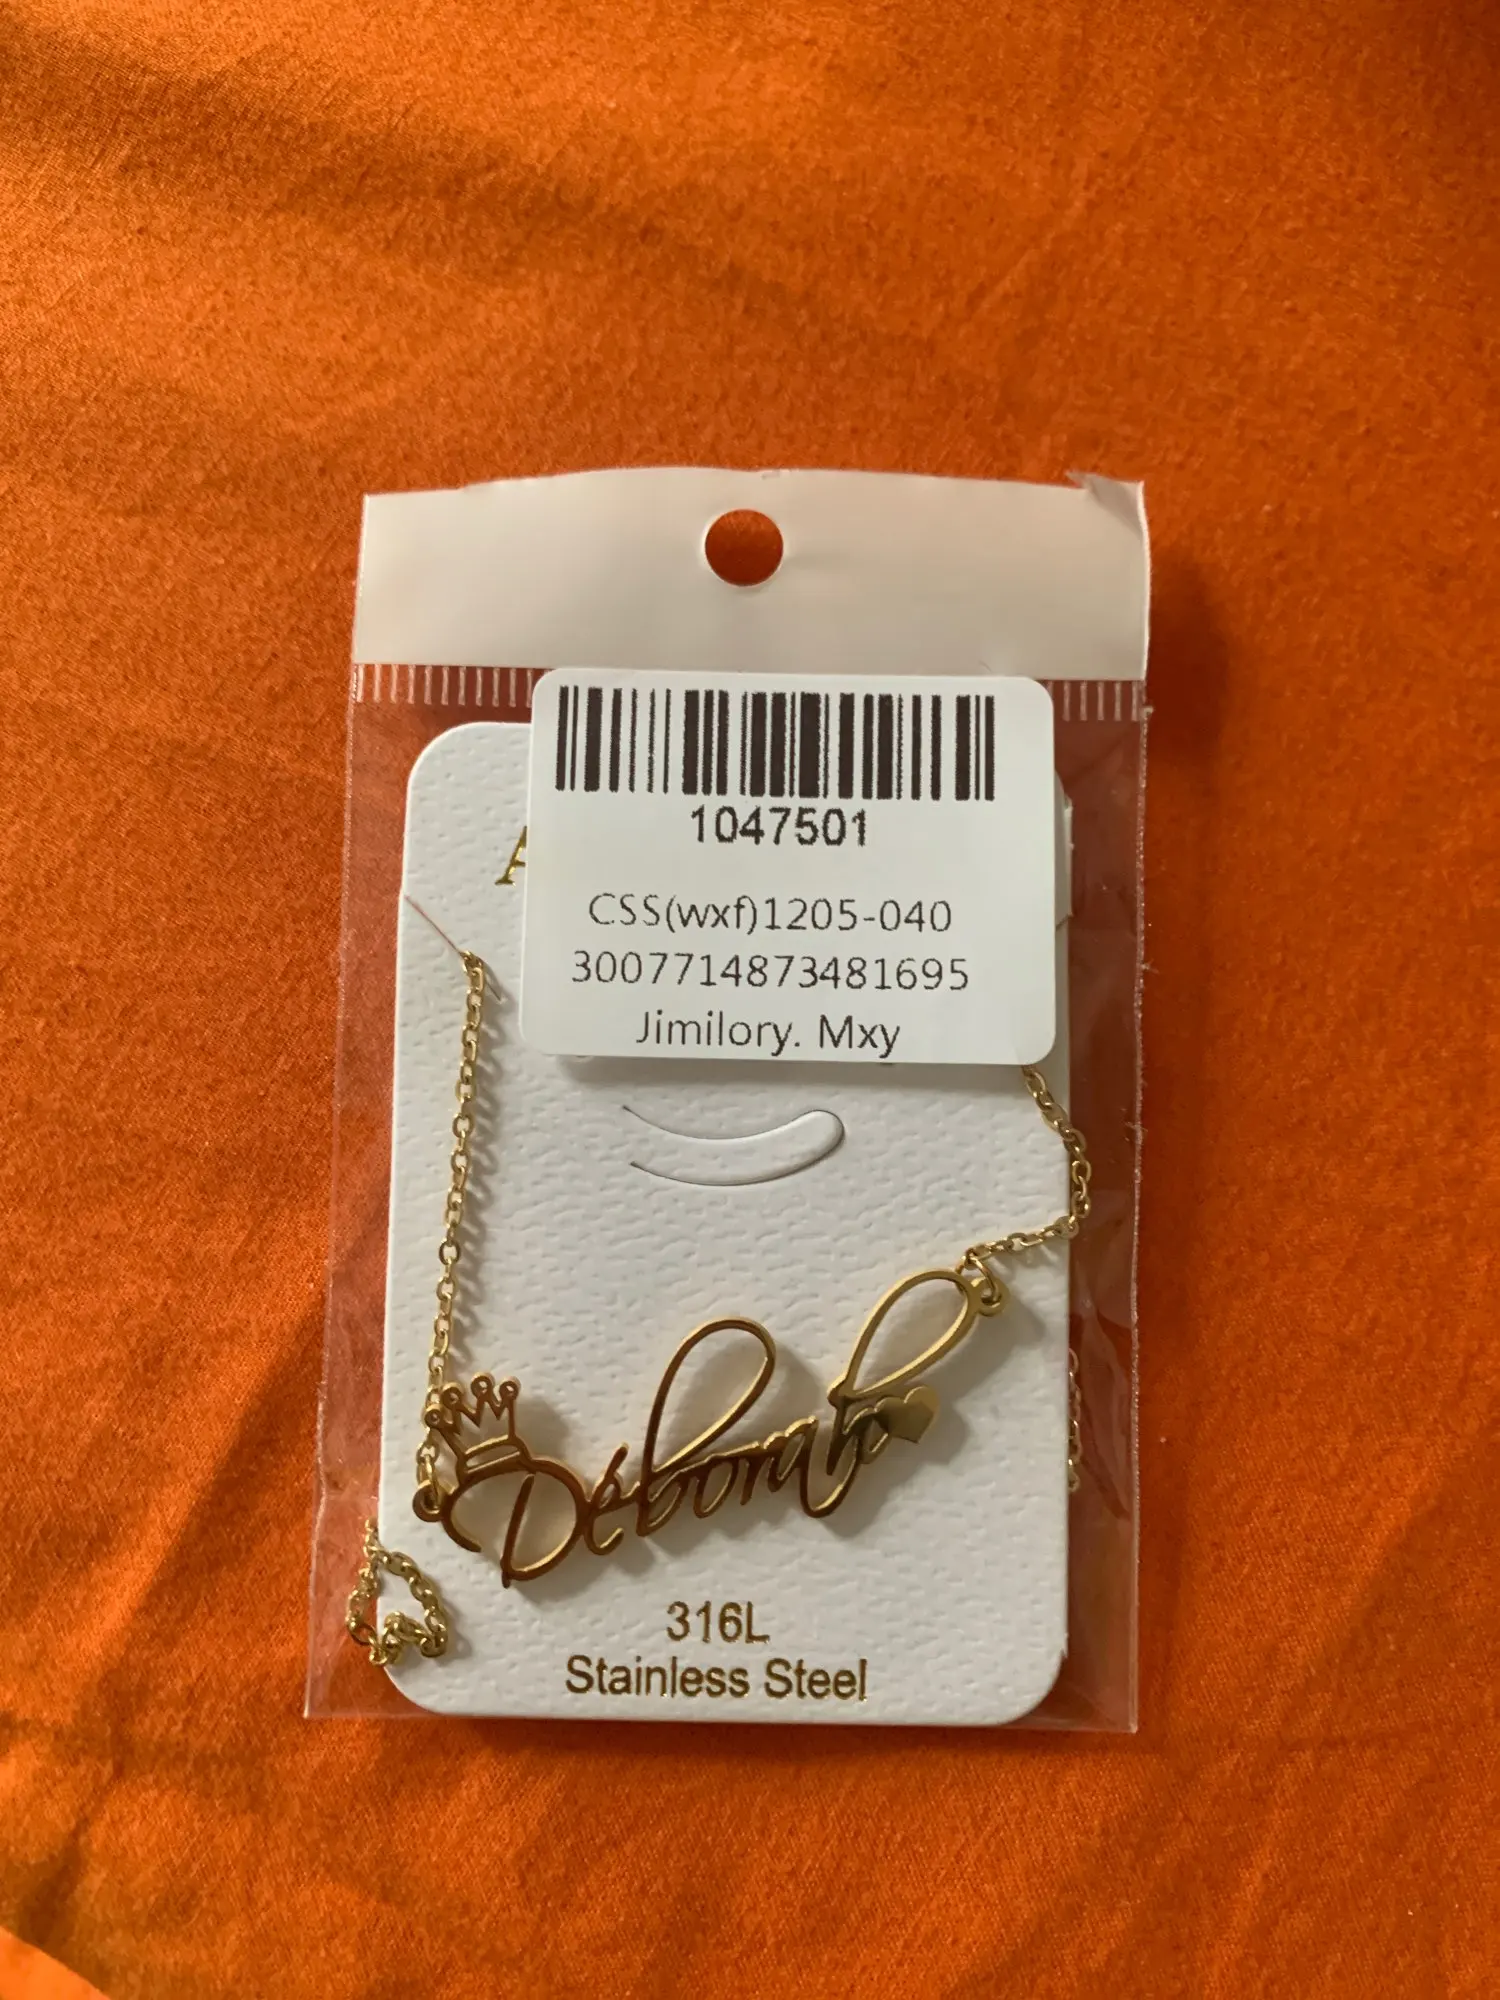 1047501
A
CSS(wxf)1205-040
3007714873481695
Jimilory. Mxy
Déborah
316L
Stainless Steel